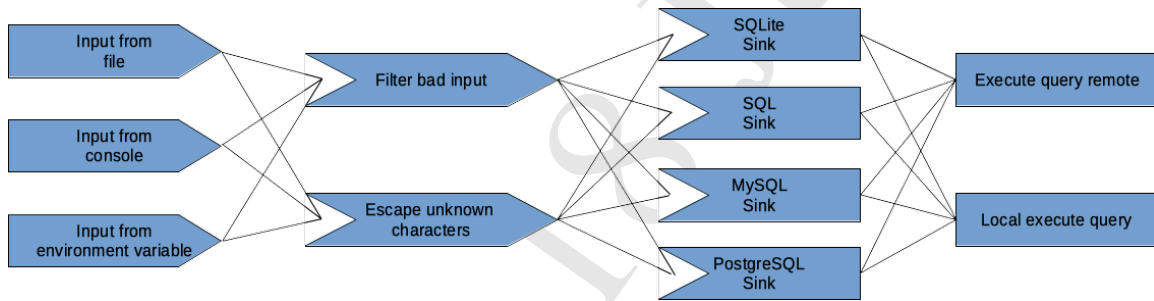 Input from
file
Input from
console
Input from
environment variable
Filter bad input
Escape unknown
characters
SQLite
Sink
SQL
Sink
MySQL
Sink
PostgreSQL
Sink
Execute query remote
Local execute query